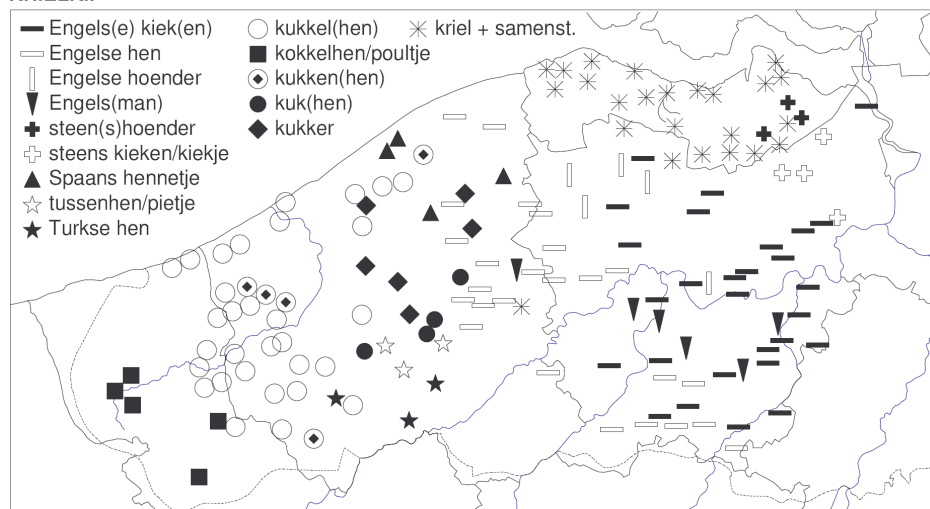 Engels(e) kiek(en)
Engelse hen
Engelse hoender
Engels(man)
steen(s)hoender
steens kieken/kiekje
Spaans hennetje
tussenhen/pietje
Turkse hen
kukkel(hen)
kokkelhen/poultje
kukken(hen)
kuk(hen)
kukker
kriel + samenst.